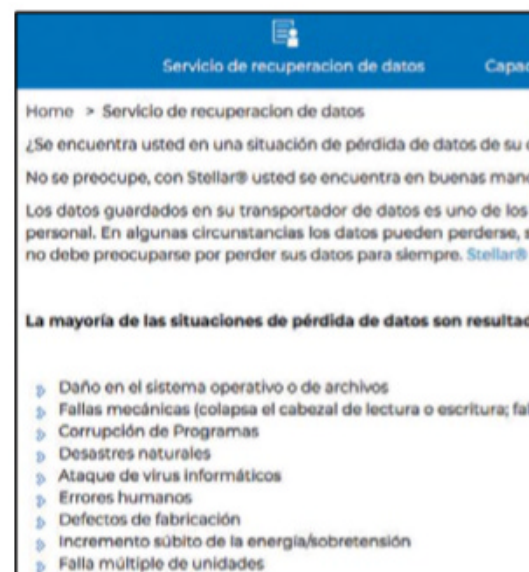 Servicio de recuperacion de datos
Capac
Home > Servicio de recuperacion de datos
¿Se encuentra usted en una situación de pérdida de datos de su
No se preocupe, con Stellar® usted se encuentra en buenas mano
Los datos guardados en su transportador de datos es uno de los
personal. En algunas circunstancias los datos pueden perderse, s
no debe preocuparse por perder sus datos para siempre. Stellar®
La mayoría de las situaciones de pérdida de datos son resultad
Daño en el sistema operativo o de archivos
Fallas mecánicas (colapsa el cabezal de lectura o escritura; fal
Corrupción de Programas
Desastres naturales
Ataque de virus informáticos
Errores humanos
Defectos de fabricación
Incremento súbito de la energía/sobretensión
Falla múltiple de unidades